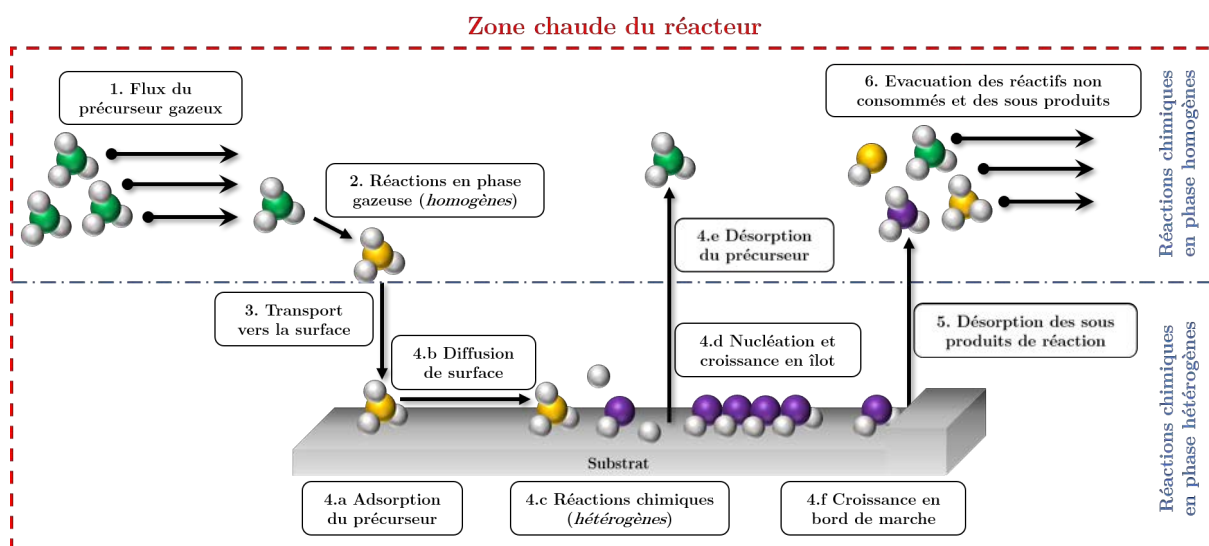 Zone chaude du réacteur
1. Flux du
précurseur gazeux
2. Réactions en phase
gazeuse (homogènes)
3. Transport
vers la surface
4.b Diffusion
de surface
4.e Désorption
du précurseur
4.d Nucléation et
croissance en îlot
6. Evacuation des réactifs non
consommés et des sous produits
5. Désorption des sous
produits de réaction
Substrat
4.a Adsorption
du précurseur
4.c Réactions chimiques
(hétérogènes)
4.f Croissance en
bord de marche
Réactions chimiques
en phase homogènes
Réactions chimiques
en phase hétérogènes